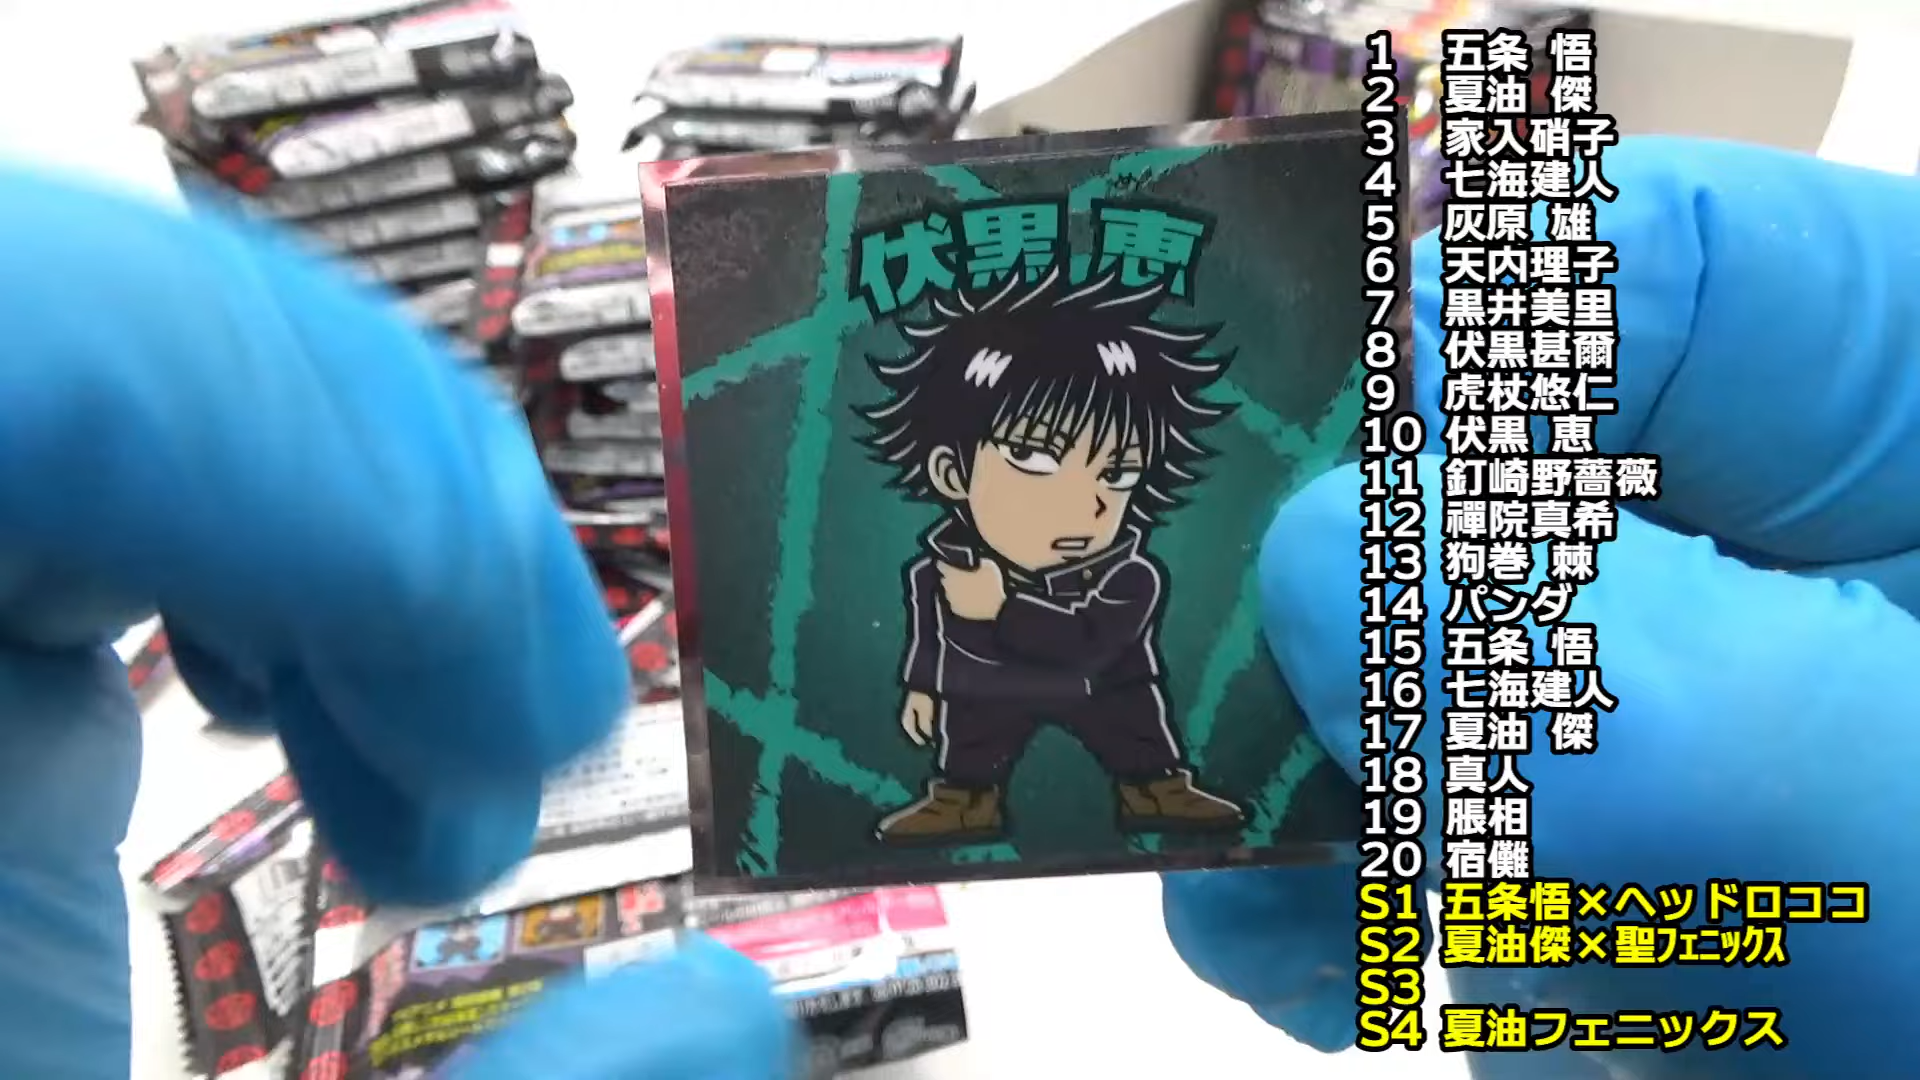 伏黒 恵
1 五条 悟
2 夏油 傑
3 家入硝子
4 七海建人
5 灰原 雄
6 天内理子
7 黒井美里
8 伏黒甚爾
9 虎杖悠仁
10 伏黒 恵
11 釘崎野薔薇
12 禪院真希
13 狗巻 棘
14 パンダ
15 五条 悟
16 七海建人
17 夏油 傑
18 真人
19 脹相
20 宿儺
S1 五条悟×ヘッドロココ
S2 夏油傑×聖フェニックス
S3
S4 夏油フェニックス